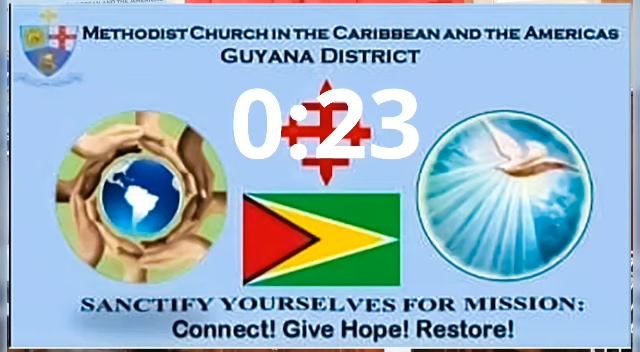 METHODIST CHURCH IN THE CARIBBEAN AND THE AMERICAS
GUYANA DISTRICT
0:23
SANCTIFY YOURSELVES FOR MISSION:
Connect! Give Hope! Restore!